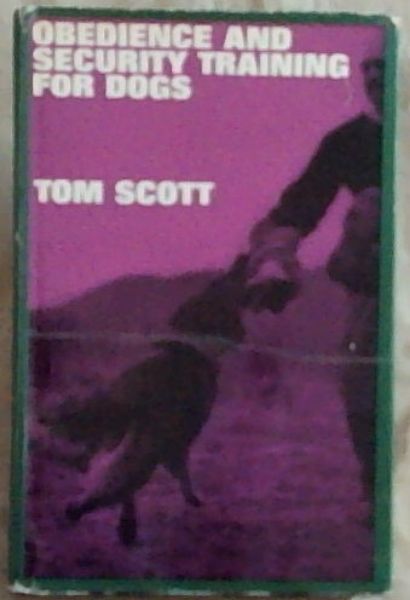 OBEDIENCE AND
SECURITY TRAINING
FOR DOGS
TOM SCOTT